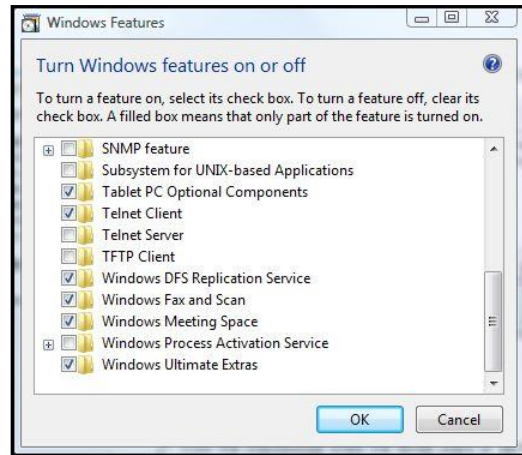 Windows Features
Turn Windows features on or off
To turn a feature on, select its check box. To turn a feature off, clear its
check box. A filled box means that only part of the feature is turned on.
SNMP feature
Subsystem for UNIX-based Applications
Tablet PC Optional Components
Telnet Client
Telnet Server
TFTP Client
Windows DFS Replication Service
Windows Fax and Scan
Windows Meeting Space
Windows Process Activation Service
Windows Ultimate Extras
OK
Cancel